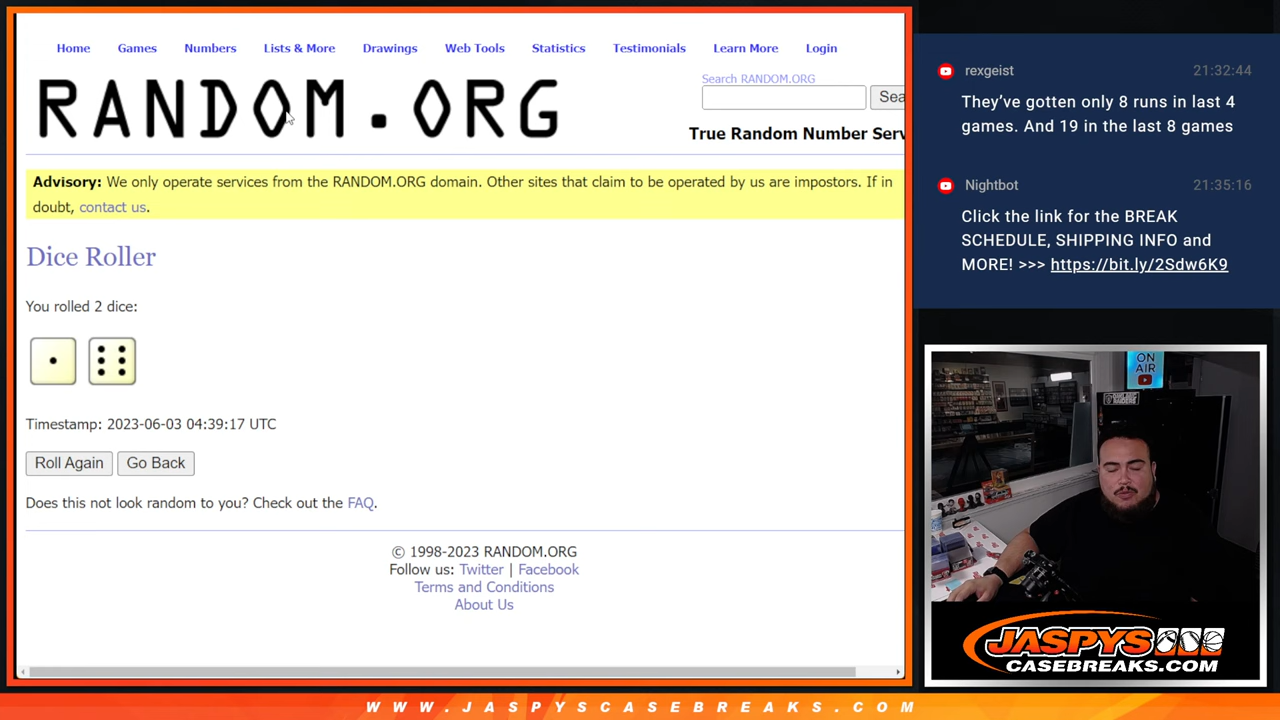 Home Games Numbers Lists & More Drawings Web Tools Statistics Testimonials Learn More Login
RANDOM.ORG
Search RANDOM.ORG
Sea
True Random Number Serv
Advisory: We only operate services from the RANDOM.ORG domain. Other sites that claim to be operated by us are impostors. If in
doubt, contact us.
Dice Roller
You rolled 2 dice:
Timestamp: 2023-06-03 04:39:17 UTC
Roll Again Go Back
Does this not look random to you? Check out the FAQ.
© 1998-2023 RANDOM.ORG
Follow us: Twitter | Facebook
Terms and Conditions
About Us
rexgeist 21:32:44
They’ve gotten only 8 runs in last 4
games. And 19 in the last 8 games
Nightbot 21:35:16
Click the link for the BREAK
SCHEDULE, SHIPPING INFO and
MORE! >>> https://bit.ly/2Sdw6K9
ON
AIR
JASPYS
CASEBREAKS.COM
WWW.JASPYSCASEBREAKS.COM